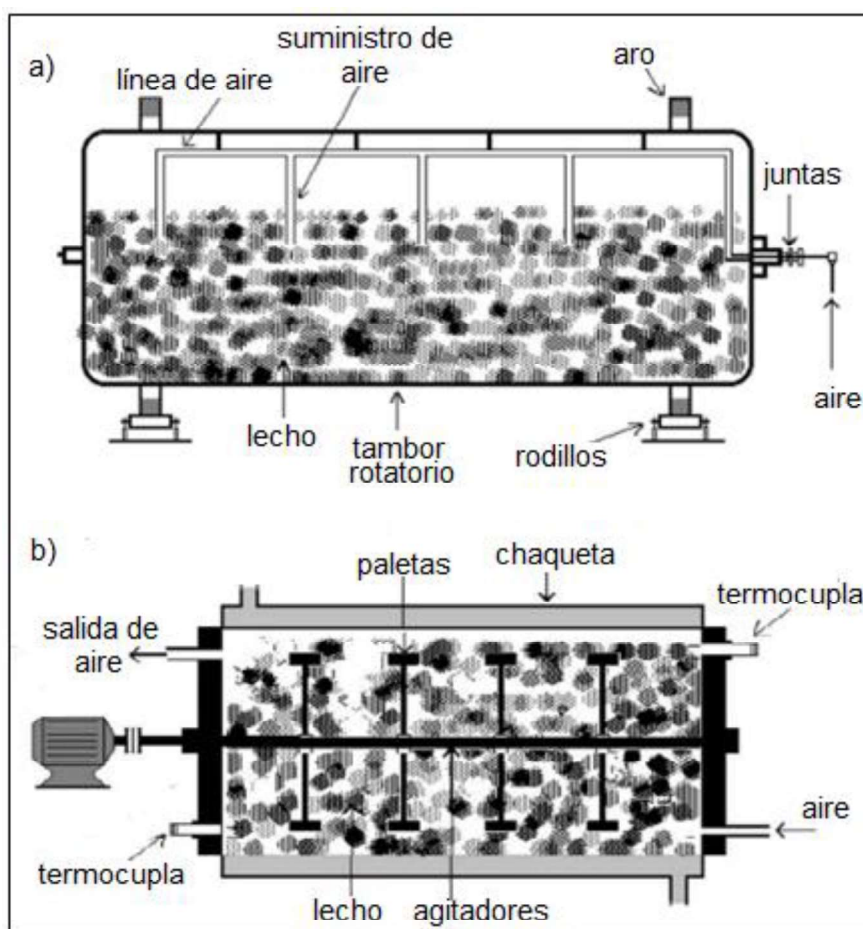 a)
línea de aire
suministro de
aire
aro
juntas
aire
lecho
tambor
rotatorio
rodillos
b)
paletas
chaqueta
termocupla
salida de
aire
aire
termocupla
lecho
agitadores